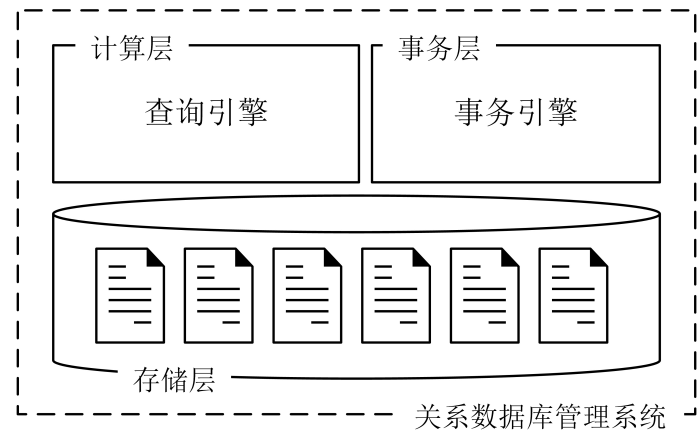 计算层
事务层
查询引擎
事务引擎
存储层
关系数据库管理系统